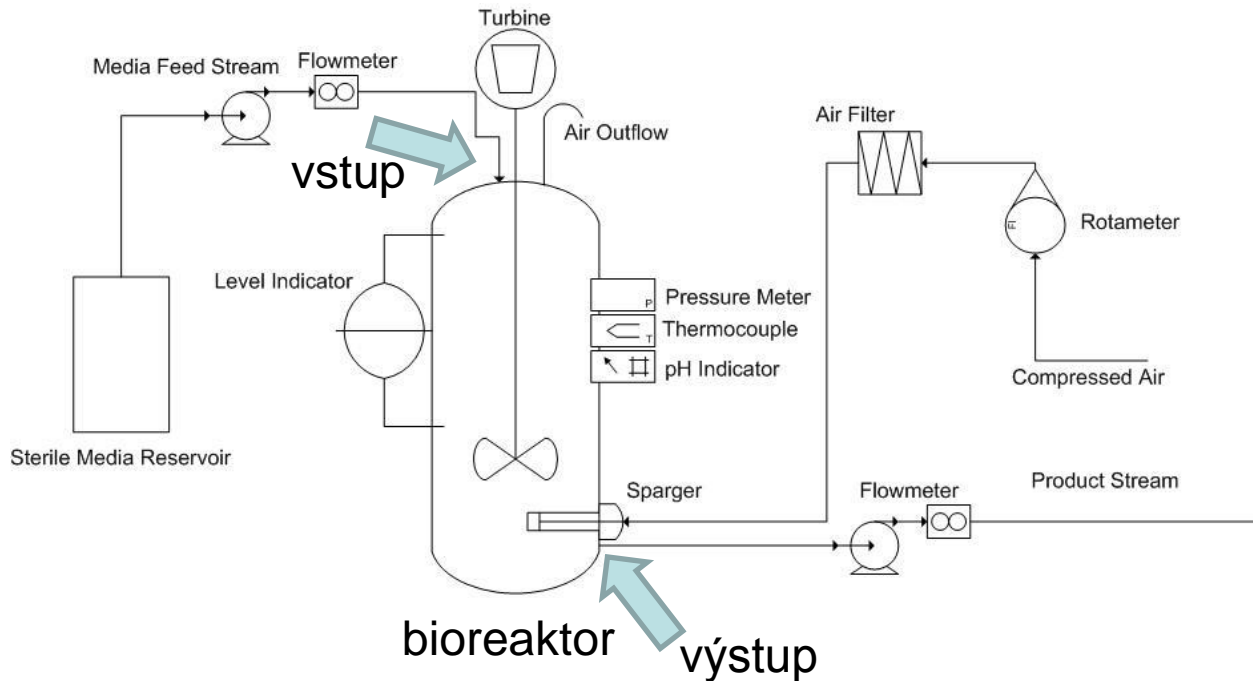 Turbine
Media Feed Stream
Flowmeter
Air Outflow
vstup
Air Filter
Rotameter
FI
Level Indicator
Pressure Meter
P
Thermocouple
T
pH Indicator
Compressed Air
Sterile Media Reservoir
Sparger
Flowmeter
Product Stream
bioreaktor
výstup